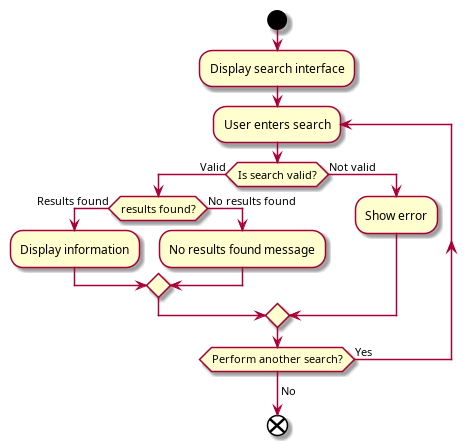 Display search interface
User enters search
Valid
Is search valid?
Not valid
Results found
results found?
No results found
Show error
Display information
No results found message
Perform another search?
Yes
No